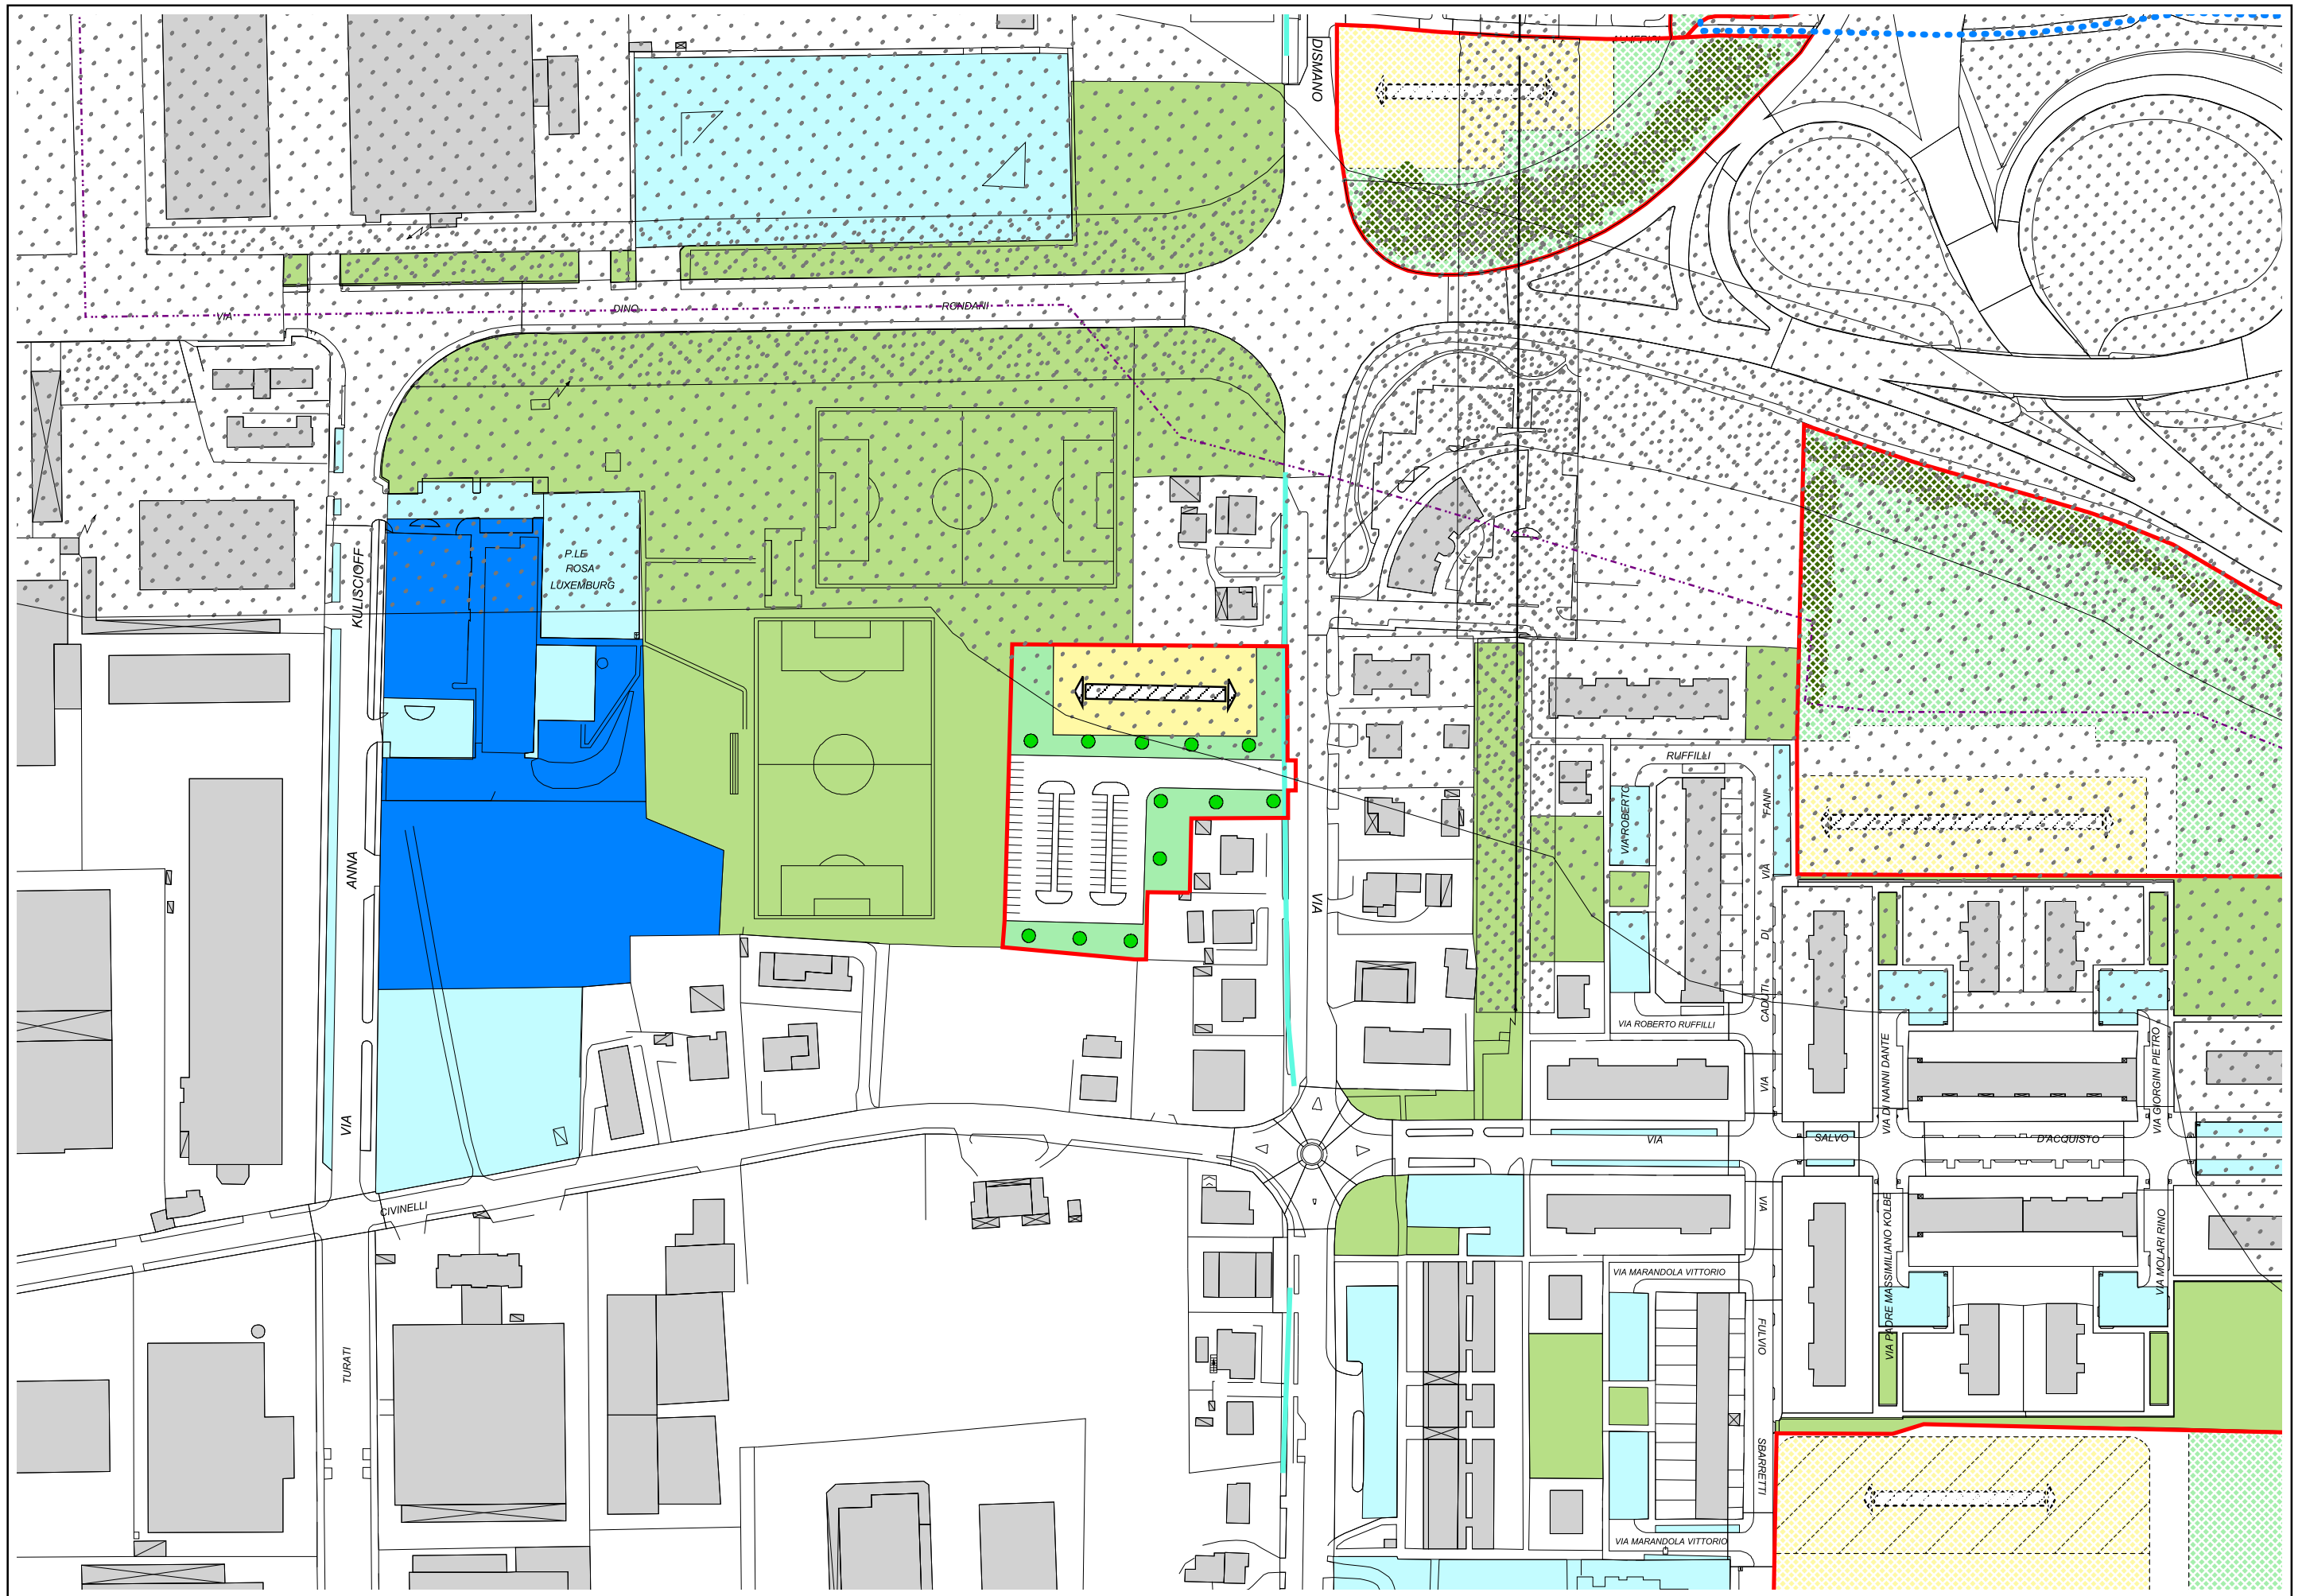 DISMANO
VIA
DINO
RONDANI
P.LE
ROSA
LUXEMBURG
KULISCIOFF
ANNA
VIA
VIA
RUFFILLI
VIA ROBERTO
FANI
VIA
DI
CADUTI
VIA
VIA ROBERTO RUFFILLI
VIA DI NANNI DANTE
VIA GIORGINI PIETRO
VIA
SALVO
D'ACQUISTO
CIVINELLI
VIA
VIA PADRE MASSIMILIANO KOLBE
VIA MOLARI RINO
VIA MARANDOLA VITTORIO
FULVIO
TURATI
SBARRETTI
VIA MARANDOLA VITTORIO